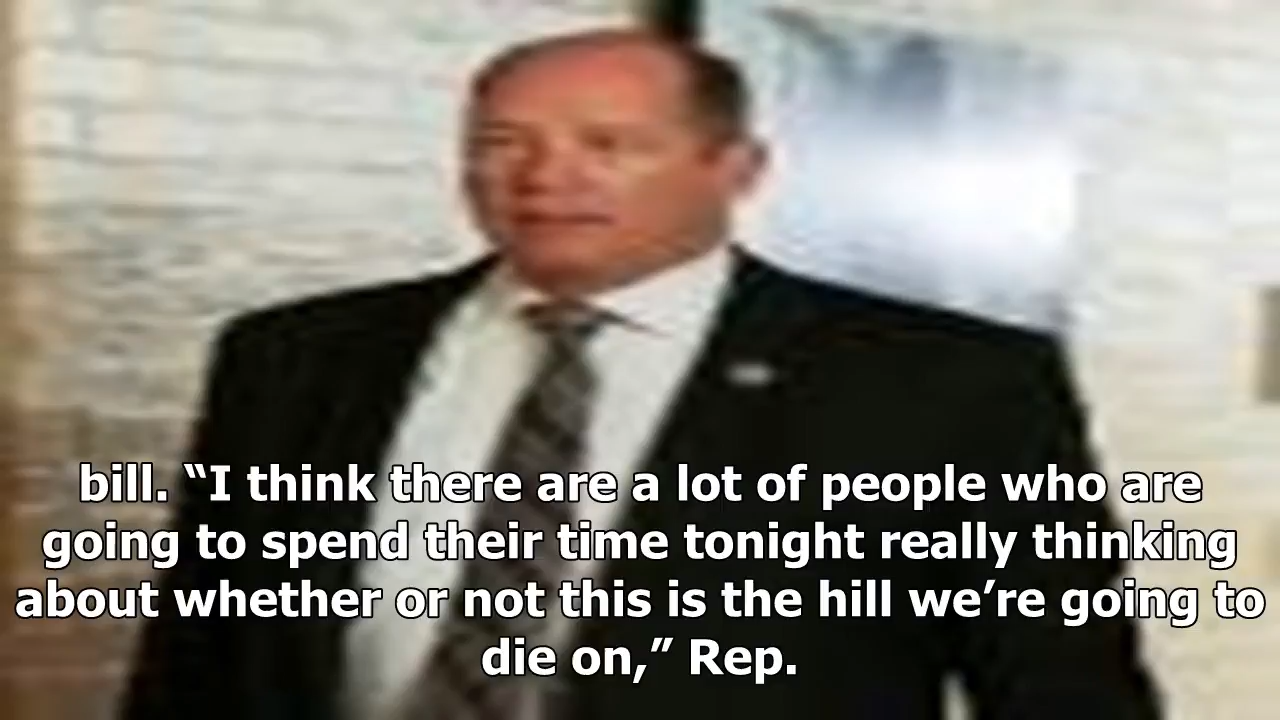 bill. “I think there are a lot of people who are
going to spend their time tonight really thinking
about whether or not this is the hill we’re going to
die on,” Rep.